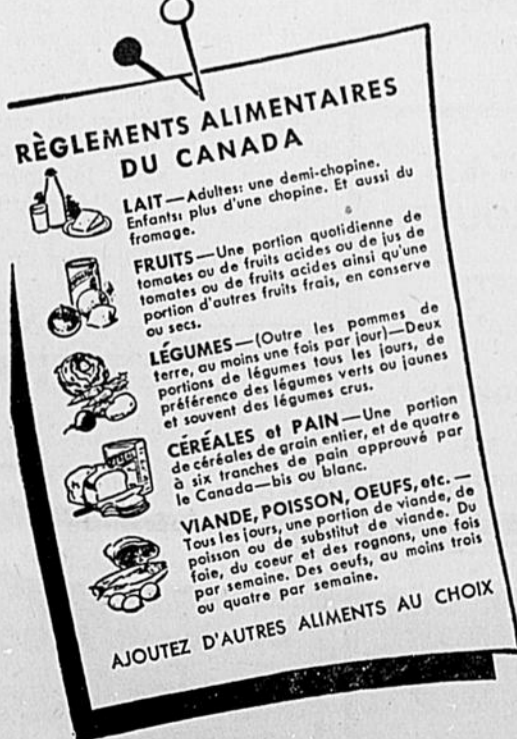 RÈGLEMENTS ALIMENTAIRES
DU CANADA
LAIT—Adultes: une demi-chopine.
Enfants: plus d'une chopine. Et aussi du
fromage.
FRUITS—Une portion quotidienne de
tomates ou de fruits acides ou de jus de
tomates ou de fruits acides ainsi qu'une
portion d'autres fruits frais, en conserve
ou secs.
LÉGUMES—(Outre les pommes de
terre, au moins une fois par jour)—Deux
portions de légumes tous les jours, de
préférence des légumes verts ou jaunes
et souvent des légumes crus.
CÉRÉALES et PAIN—Une portion
de céréales de grain entier, et de quatre
à six tranches de pain approuvé par
le Canada—bis ou blanc.
VIANDE, POISSON, OEUFS, etc.—
Tous les jours, une portion de viande, de
poisson ou de substitut de viande. Du
foie, du coeur et des rognons, une fois
par semaine. Des oeufs, au moins trois
ou quatre par semaine.
AJOUTEZ D'AUTRES ALIMENTS AU CHOIX